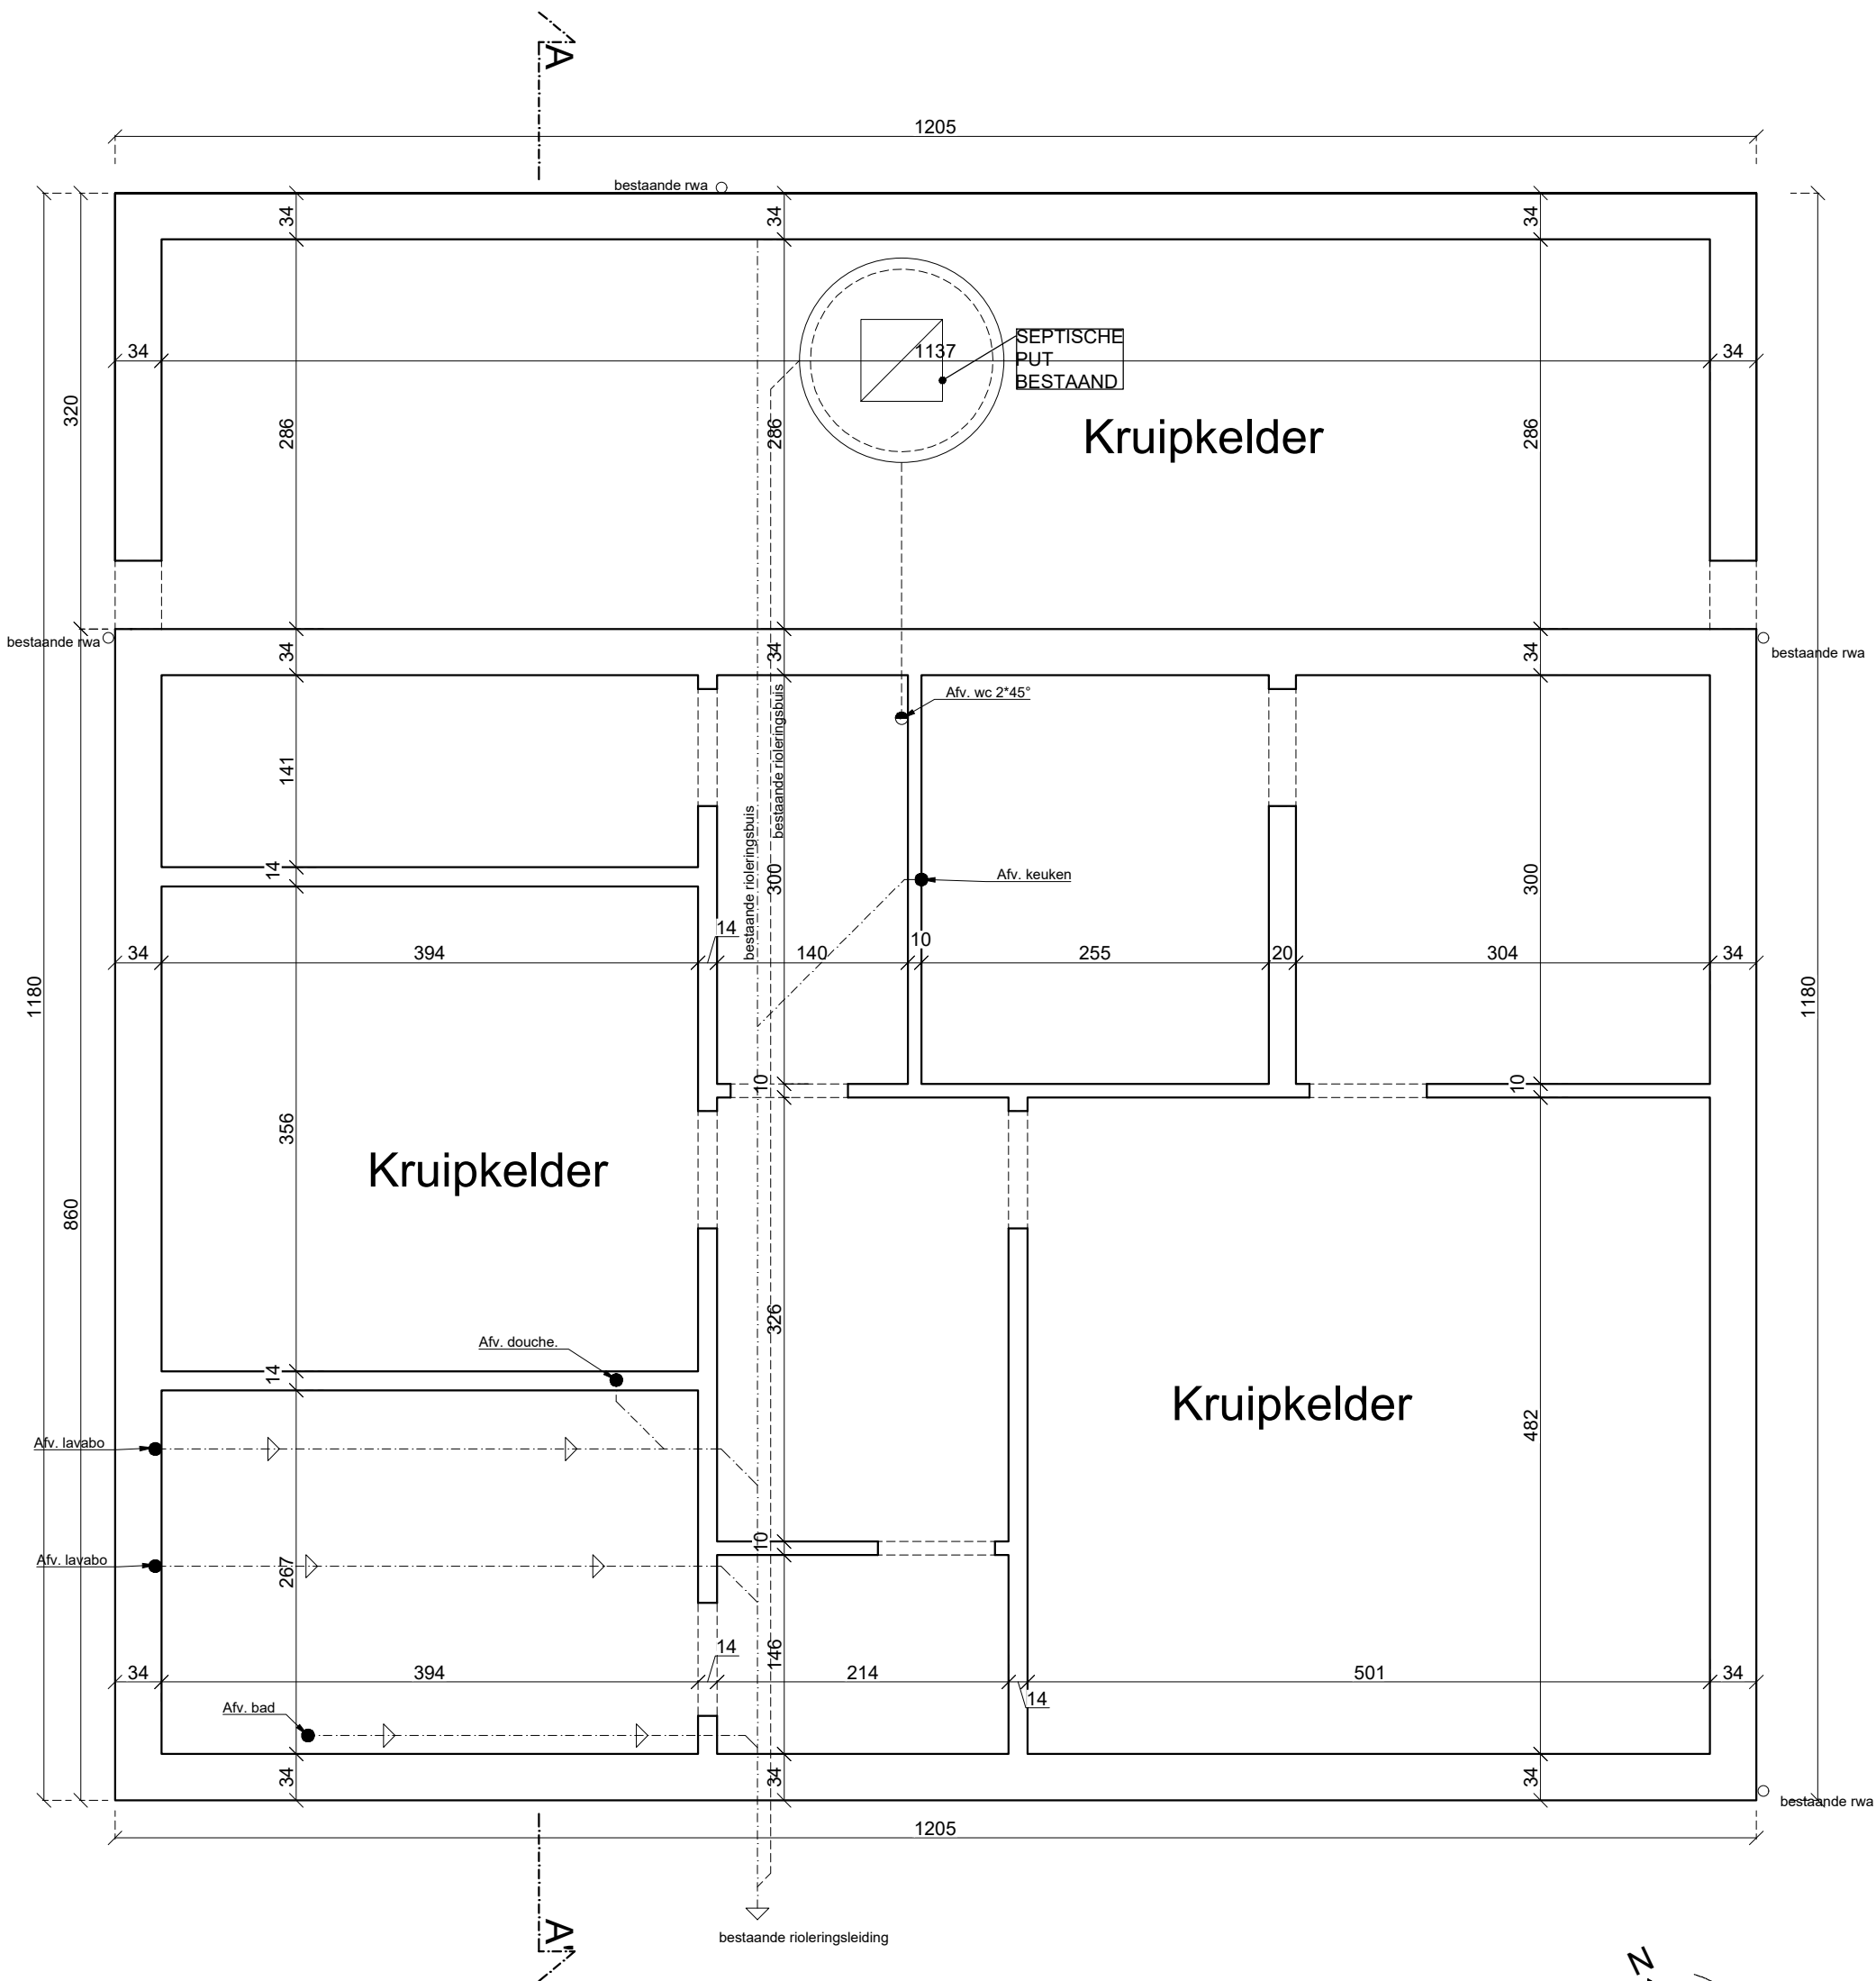 A
1205
bestaande rwa
34
34
34
34
1137
34
SEPTISCHE
PUT
BESTAAND
320
286
286
286
Kruipkelder
bestaande rwa
bestaande rwa
34
34
34
Afv. wc 2*45°
bestaande rioleringsbuis
bestaande rioleringsbuis
141
14
300
300
Afv. keuken
34
394
14
140
10
255
20
304
34
1180
1180
10
10
356
Kruipkelder
860
326
Afv. douche.
14
Kruipkelder
482
Afv. lavabo
10
Afv. lavabo
267
146
34
394
14
214
14
501
34
Afv. bad
34
34
34
bestaande rwa
1205
A'
bestaande rioleringsleiding
N